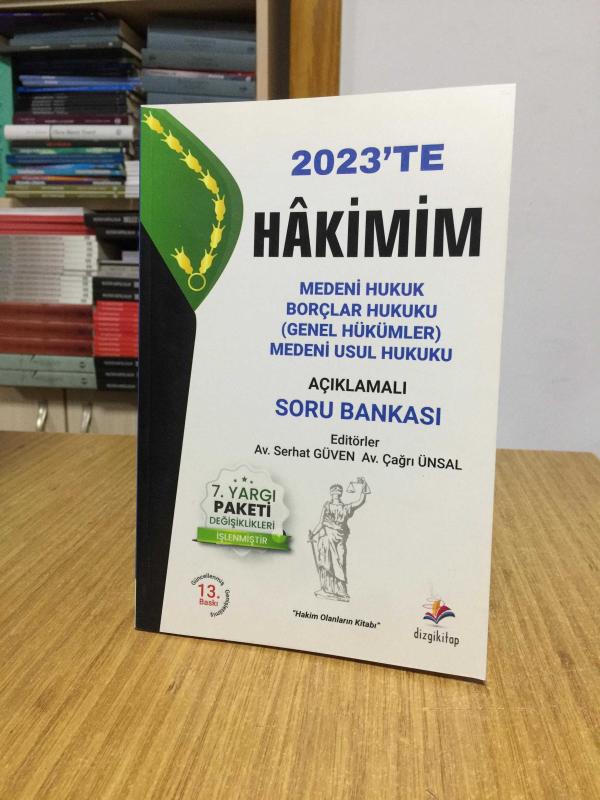 2023'TE
HÂKİMİM
MEDENİ HUKUK
BORÇLAR HUKUKU
(GENEL HÜKÜMLER)
MEDENİ USUL HUKUKU
AÇIKLAMALI
SORU BANKASI
Editörler
Av. Serhat GÜVEN Av. Çağrı ÜNSAL
7. YARGI
PAKETİ
DEĞİŞİKLİKLERİ
İŞLENMİŞTİR
Güncellenmiş
Genişletilmiş
13.
Baskı
"Hakim Olanların Kitabı"
dizgikitap